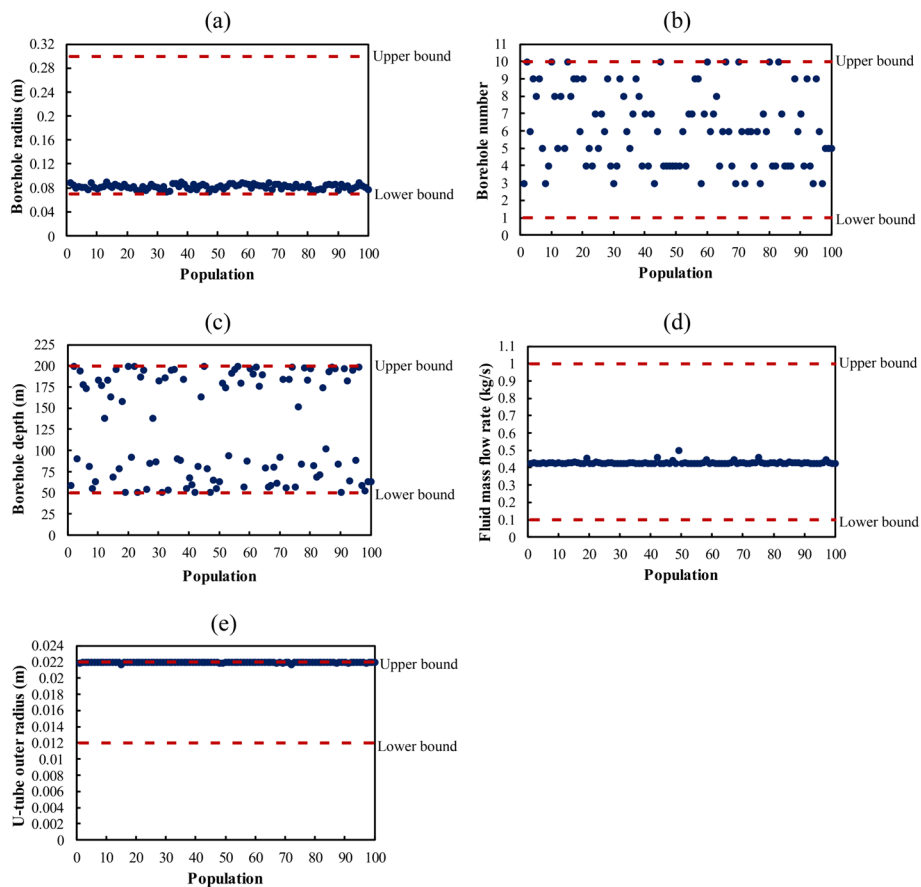 (a)
0.32
0.28
0.24
0.20
0.16
0.12
0.08
0.04
0
Borehole radius (m)
Upper bound
Lower bound
0 10 20 30 40 50 60 70 80 90 100
Population
(b)
11
10
9
8
7
6
5
4
3
2
1
0
Borehole number
Upper bound
Lower bound
0 10 20 30 40 50 60 70 80 90 100
Population
(c)
225
200
175
150
125
100
75
50
25
0
Borehole depth (m)
Upper bound
Lower bound
0 10 20 30 40 50 60 70 80 90 100
Population
(d)
1.1
1
0.9
0.8
0.7
0.6
0.5
0.4
0.3
0.2
0.1
0
Fluid mass flow rate (kg/s)
Upper bound
Lower bound
0 10 20 30 40 50 60 70 80 90 100
Population
(e)
0.024
0.022
0.02
0.018
0.016
0.014
0.012
0.01
0.008
0.006
0.004
0.002
0
U-tube outer radius (m)
Upper bound
Lower bound
0 10 20 30 40 50 60 70 80 90 100
Population